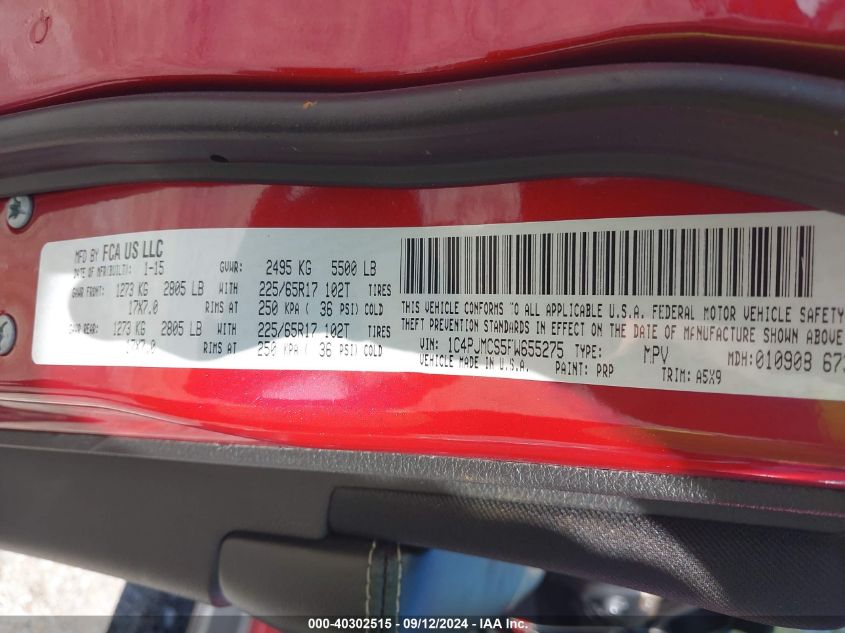 MFD BY FCA US LLC
DATE OF MFR(BUILT): 1-15 GVWR: 2495 KG 5500 LB
GAWR FRONT: 1273 KG 2805 LB WITH 225/65R17 102T TIRES
17X7.0 RIMS AT 250 KPA ( 36 PSI) COLD
GAWR REAR: 1273 KG 2805 LB WITH 225/65R17 102T TIRES
17X7.0 RIMS AT 250 KPA ( 36 PSI) COLD
THIS VEHICLE CONFORMS TO ALL APPLICABLE U.S.A. FEDERAL MOTOR VEHICLE SAFETY
THEFT PREVENTION STANDARDS IN EFFECT ON THE DATE OF MANUFACTURE SHOWN ABOVE
VIN: 1C4PJMCS5FW655275 TYPE: MPV MDH:010908
VEHICLE MADE IN U.S.A. PAINT: PRP TRIM: A5X9
000-40302515 - 09/12/2024 - IAA Inc.